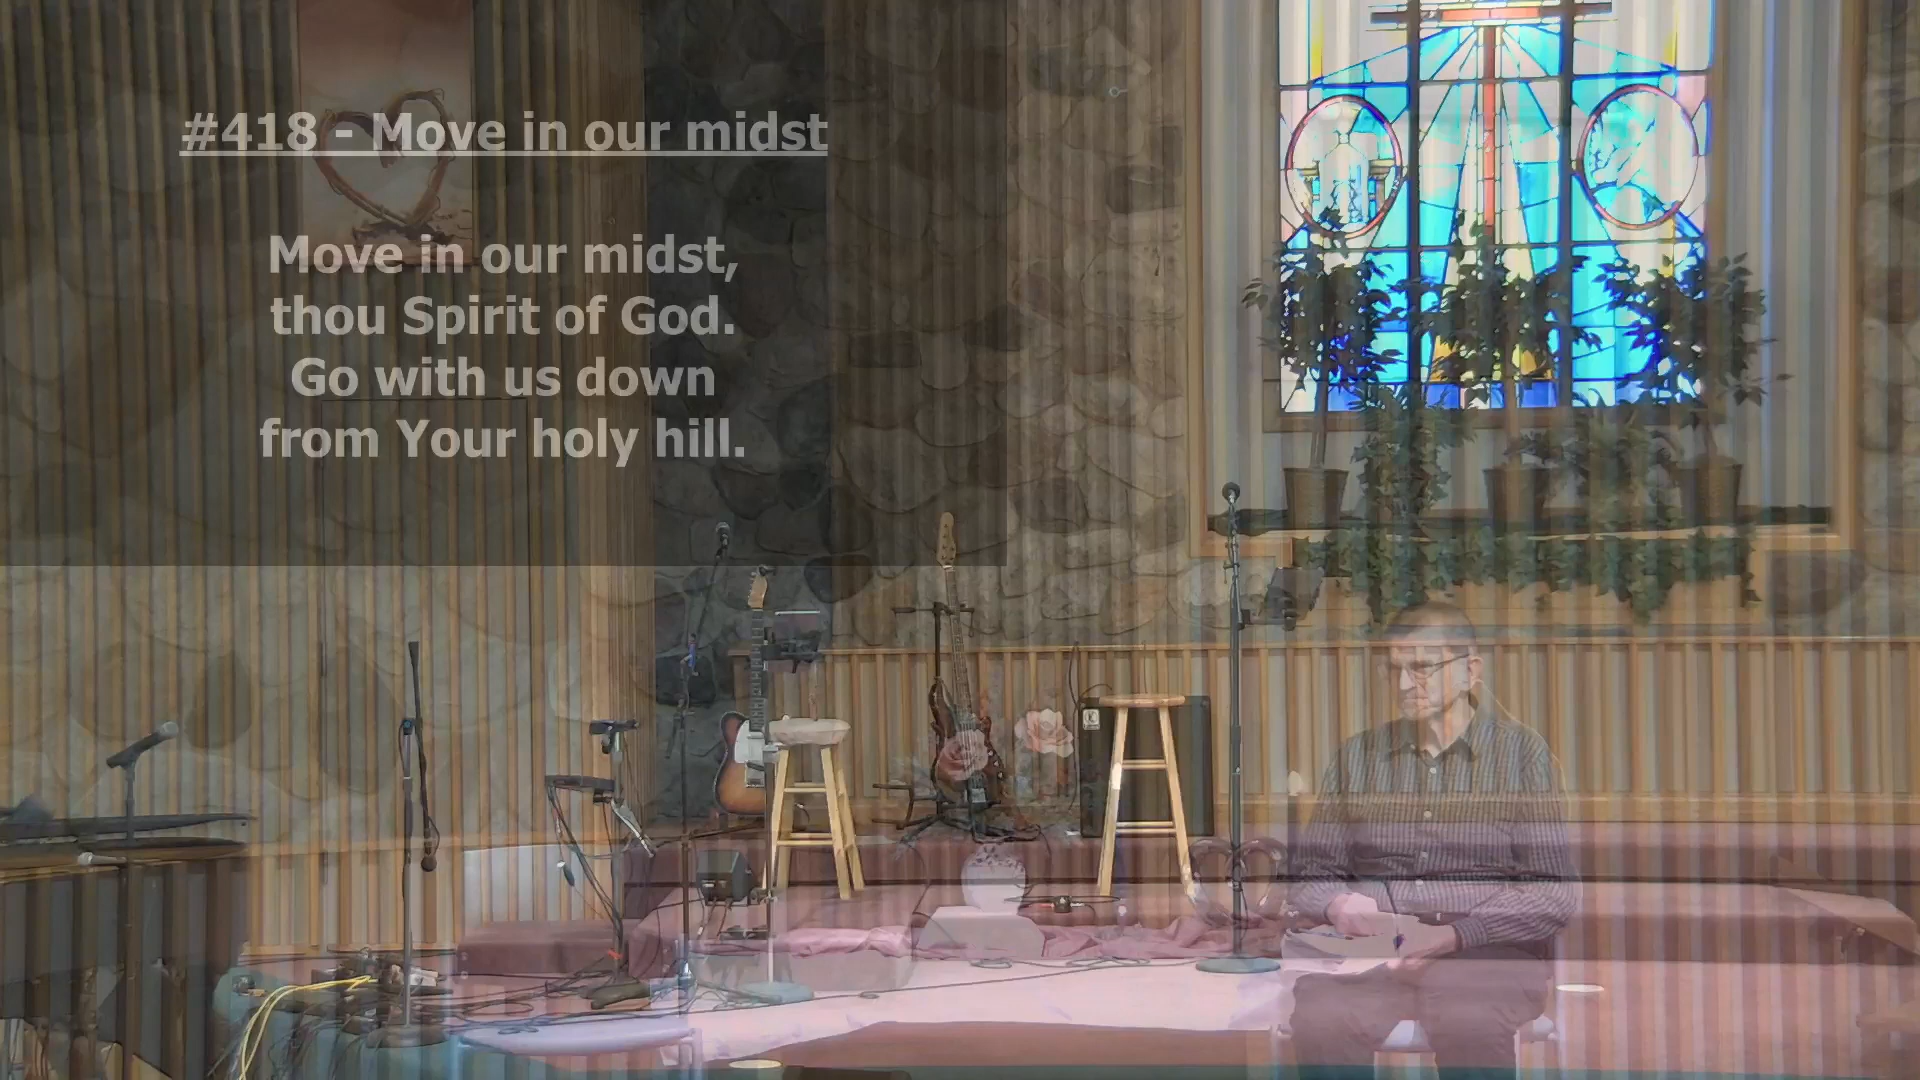 #418 - Move in our midst
Move in our midst,
thou Spirit of God.
Go with us down
from Your holy hill.